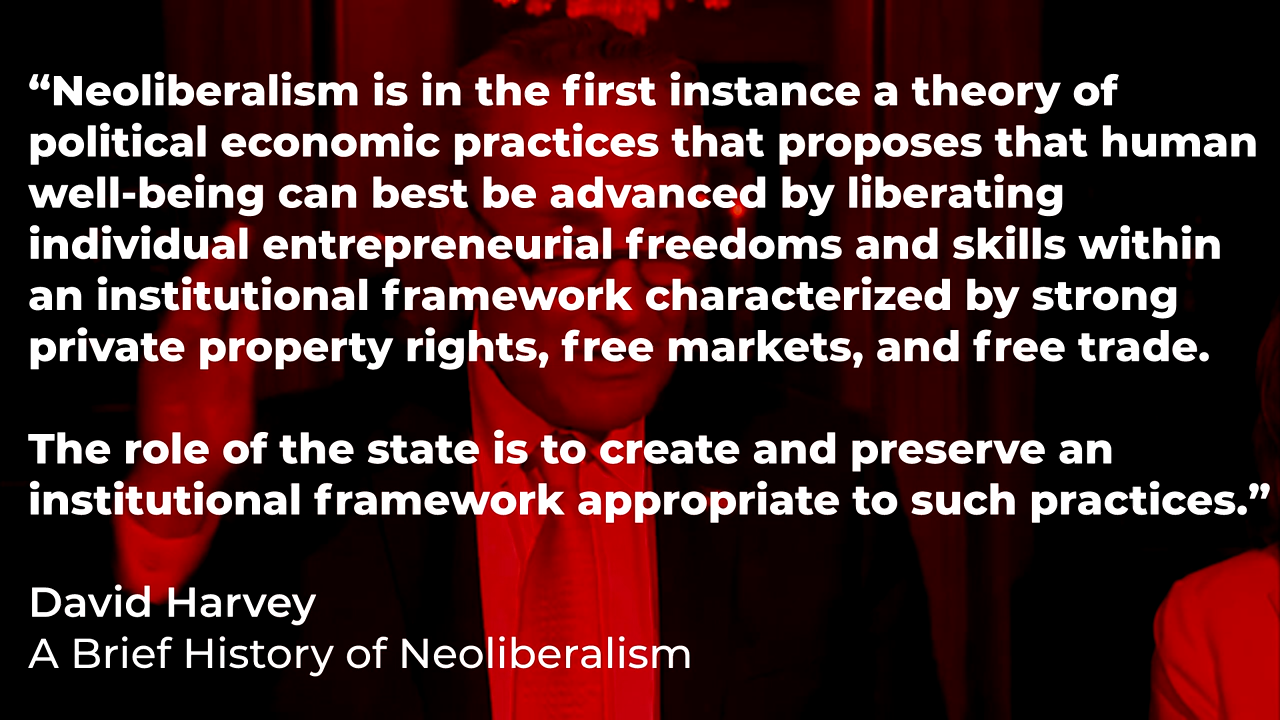 “Neoliberalism is in the first instance a theory of
political economic practices that proposes that human
well-being can best be advanced by liberating
individual entrepreneurial freedoms and skills within
an institutional framework characterized by strong
private property rights, free markets, and free trade.
The role of the state is to create and preserve an
institutional framework appropriate to such practices.”
David Harvey
A Brief History of Neoliberalism